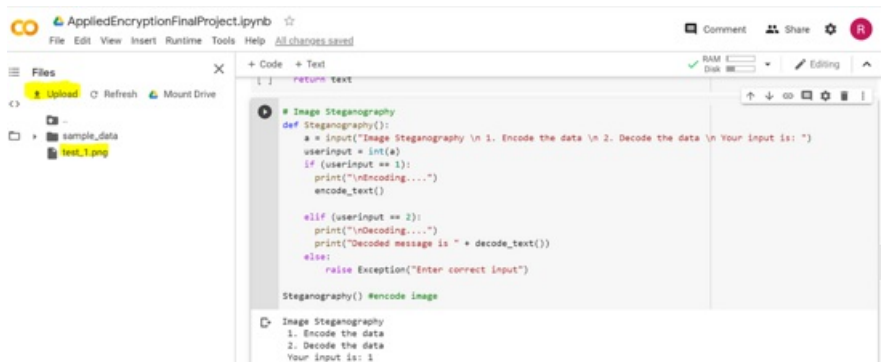 CO AppliedEncryptionFinalProject.ipynb
Comment Share R
File Edit View Insert Runtime Tools Help All changes saved
Files
Upload Refresh Mount Drive
..
sample_data
test_1.png
+ Code + Text
RAM
Disk
Editing
[ ] return text
# Image Steganography
def Steganography():
a = input("Image Steganography \n 1. Encode the data \n 2. Decode the data \n Your input is: ")
userinput = int(a)
if (userinput == 1):
print("\nEncoding....")
encode_text()
elif (userinput == 2):
print("\nDecoding....")
print("Decoded message is " + decode_text())
else:
raise Exception("Enter correct input")
Steganography() #encode image
Image Steganography
1. Encode the data
2. Decode the data
Your input is: 1